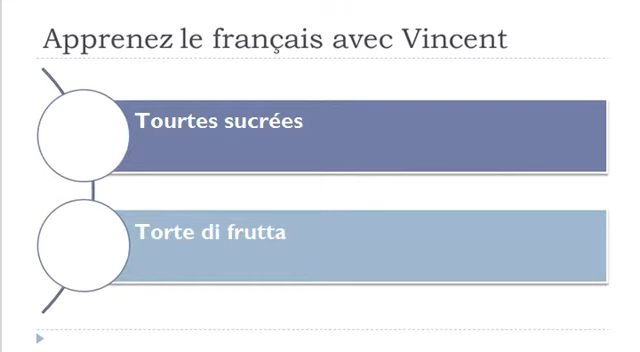 Apprenez le français avec Vincent
Tourtes sucrées
Torte di frutta